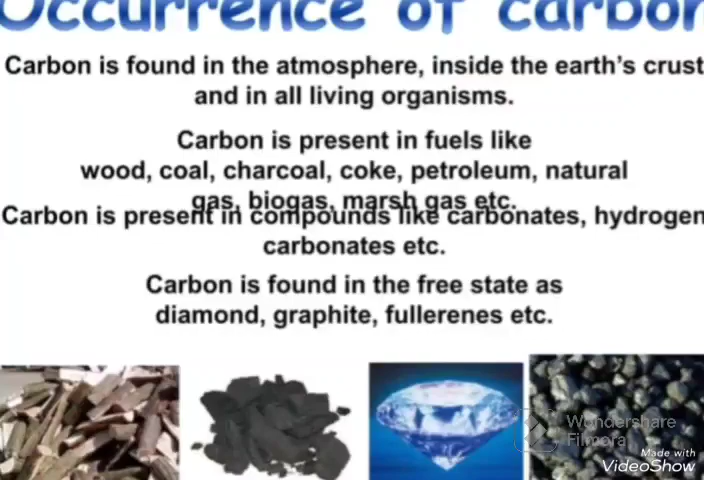 Occurrence of carbon
Carbon is found in the atmosphere, inside the earth's crust
and in all living organisms.
Carbon is present in fuels like
wood, coal, charcoal, coke, petroleum, natural
gas, biogas, marsh gas etc.
Carbon is present in compounds like carbonates, hydrogen
carbonates etc.
Carbon is found in the free state as
diamond, graphite, fullerenes etc.
Wondershare
Filmora
Made with
VideoShow